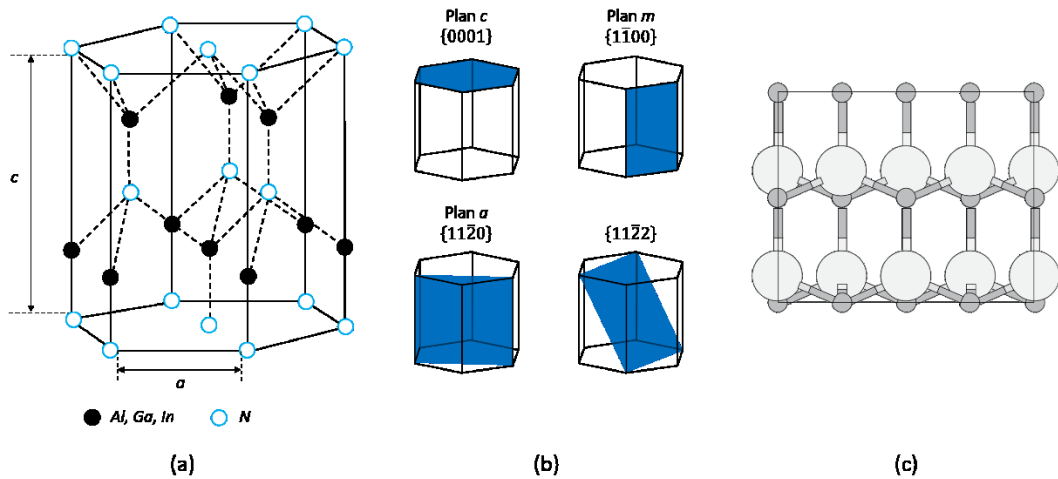 c
a
Al, Ga, In
N
(a)
Plan c
{0001}
Plan m
{11̅00}
Plan a
{112̅0}
{112̅2}
(b)
(c)